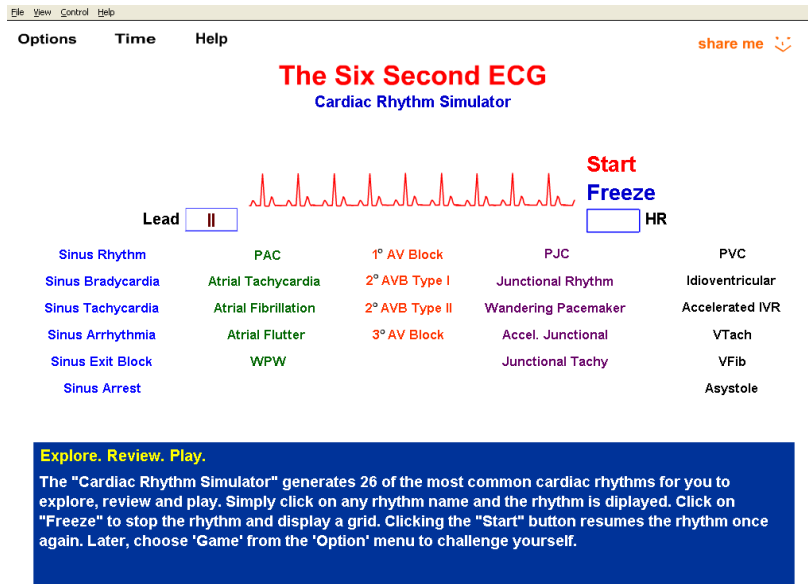 File View Control Help
Options Time Help
share me
The Six Second ECG
Cardiac Rhythm Simulator
Start
Freeze
Lead II HR
Sinus Rhythm PAC 1º AV Block PJC PVC
Sinus Bradycardia Atrial Tachycardia 2º AVB Type I Junctional Rhythm Idioventricular
Sinus Tachycardia Atrial Fibrillation 2º AVB Type II Wandering Pacemaker Accelerated IVR
Sinus Arrhythmia Atrial Flutter 3º AV Block Accel. Junctional VTach
Sinus Exit Block WPW Junctional Tachy VFib
Sinus Arrest Asystole
Explore. Review. Play.
The "Cardiac Rhythm Simulator" generates 26 of the most common cardiac rhythms for you to
explore, review and play. Simply click on any rhythm name and the rhythm is diplayed. Click on
"Freeze" to stop the rhythm and display a grid. Clicking the "Start" button resumes the rhythm once
again. Later, choose 'Game' from the 'Option' menu to challenge yourself.